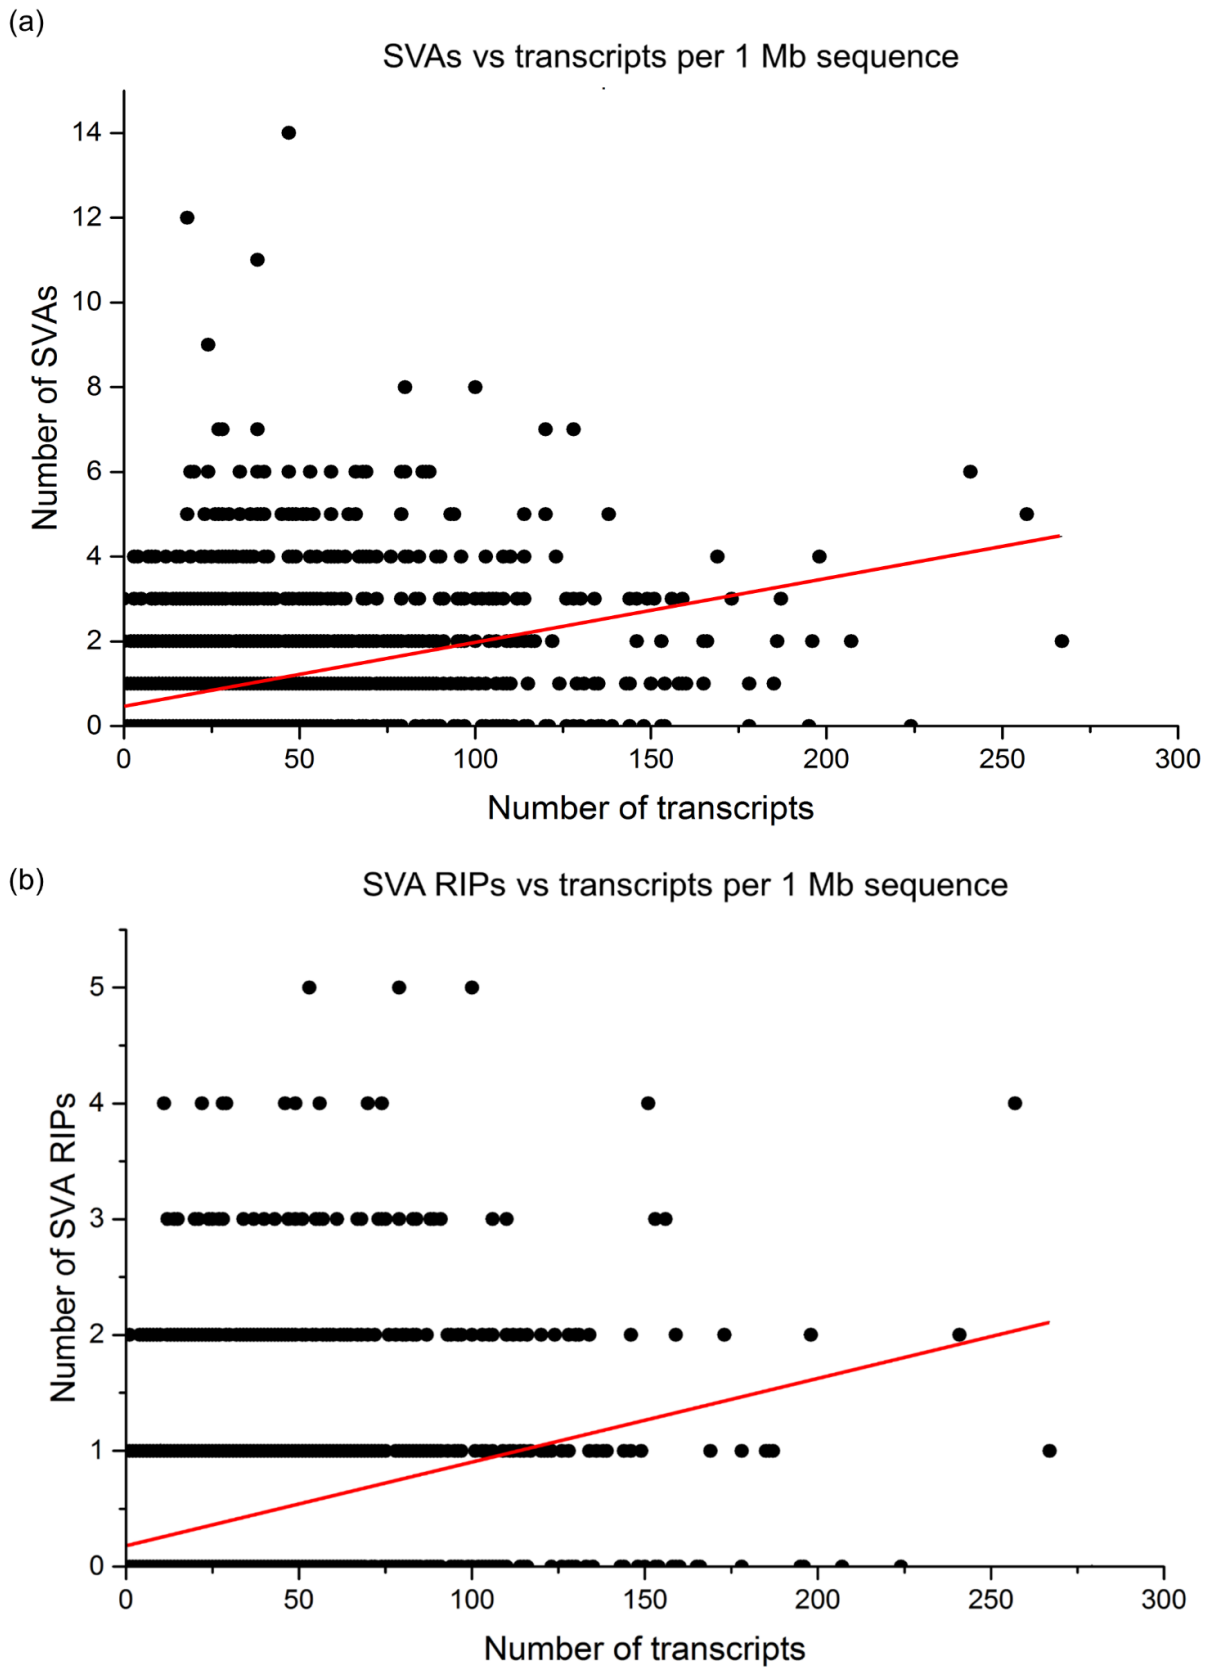 (a)
SVAs vs transcripts per 1 Mb sequence
14
12
10
8
6
4
2
0
Number of SVAs
0 50 100 150 200 250 300
Number of transcripts
(b)
SVA RIPs vs transcripts per 1 Mb sequence
5
4
3
2
1
0
Number of SVA RIPs
0 50 100 150 200 250 300
Number of transcripts